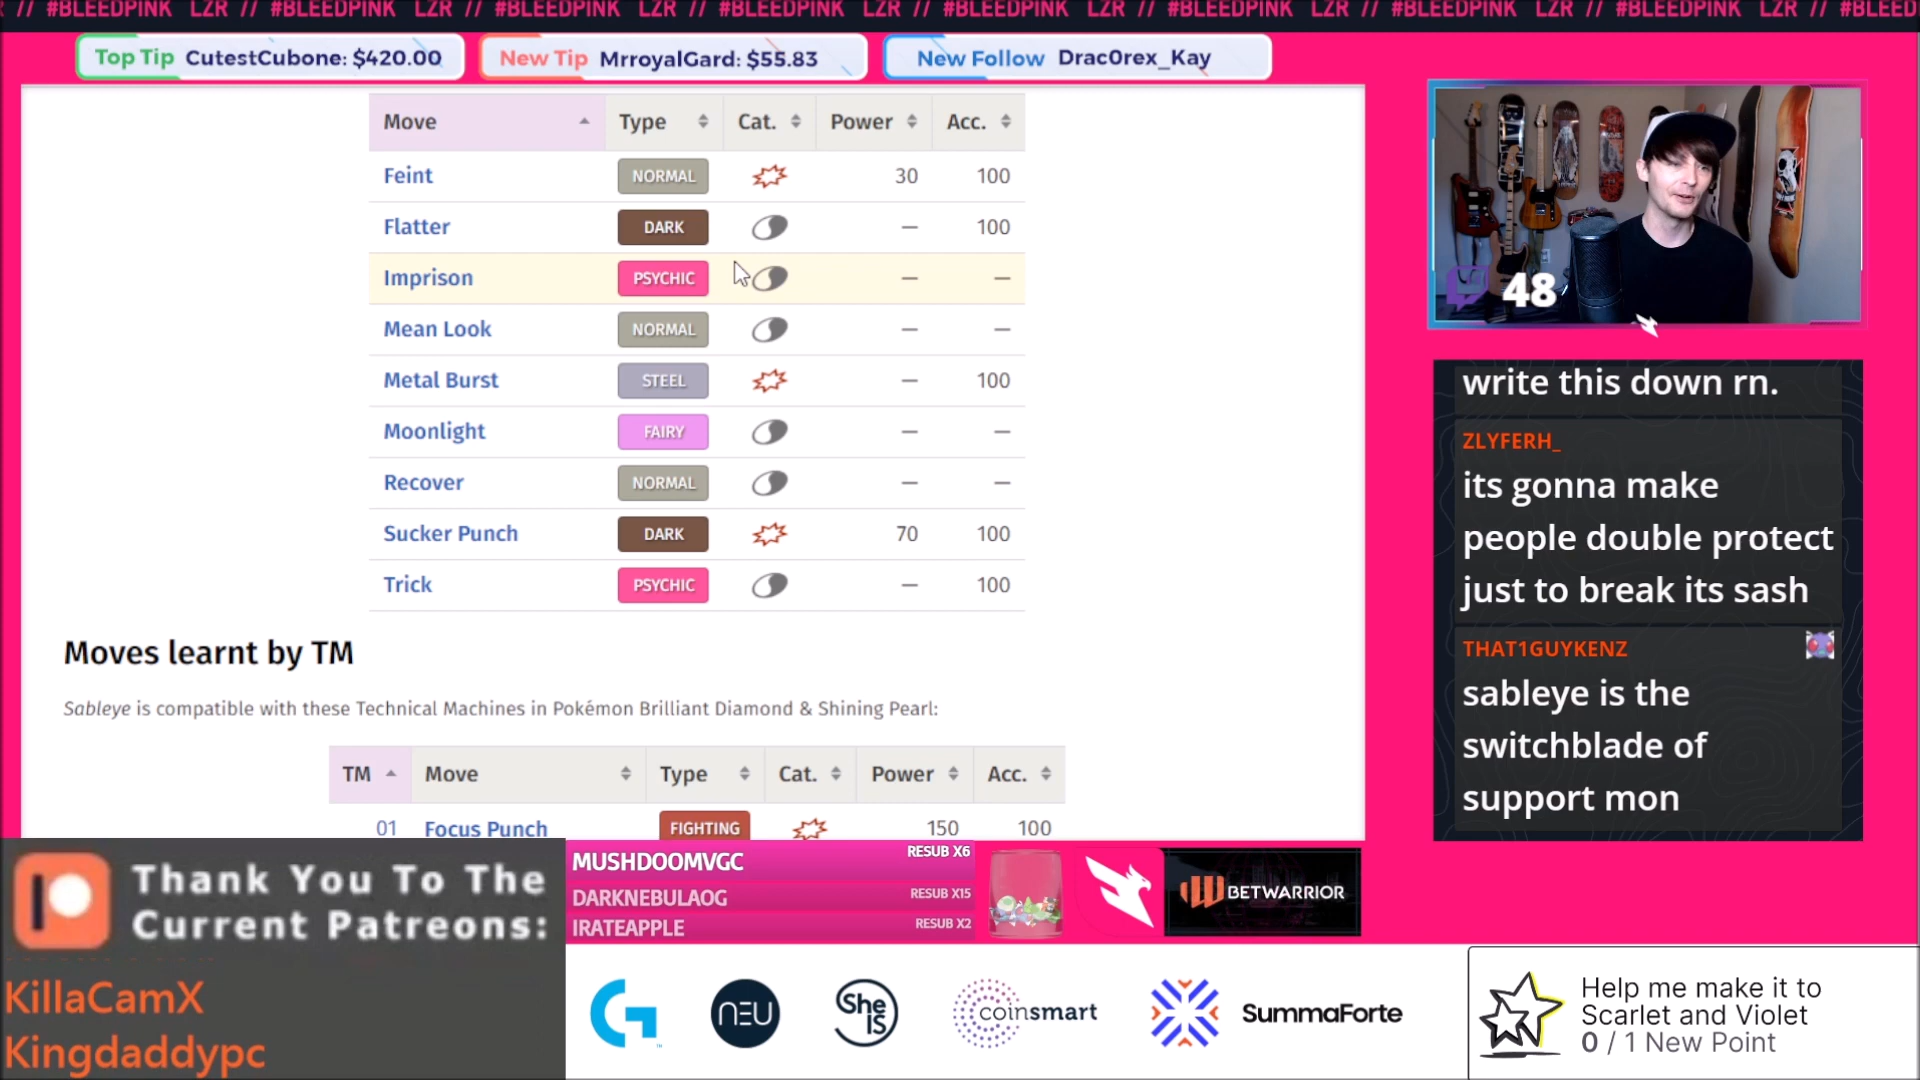 // #BLEEDPINK LZR // #BLEEDPINK LZR // #BLEEDPINK LZR // #BLEEDPINK LZR // #BLEEDPINK LZR // #BLEEDPINK LZR // #BLEEDPINK LZR // #BLEEDPINK LZR // #BLEED
Top Tip CutestCubone: $420.00
New Tip MrroyalGard: $55.83
New Follow Drac0rex_Kay
Move Type Cat. Power Acc.
Feint NORMAL 30 100
Flatter DARK — 100
Imprison PSYCHIC — —
Mean Look NORMAL — —
Metal Burst STEEL — 100
Moonlight FAIRY — —
Recover NORMAL — —
Sucker Punch DARK 70 100
Trick PSYCHIC — 100
Moves learnt by TM
Sableye is compatible with these Technical Machines in Pokémon Brilliant Diamond & Shining Pearl:
TM Move Type Cat. Power Acc.
01 Focus Punch FIGHTING 150 100
48
write this down rn.
ZLYFERH_
its gonna make
people double protect
just to break its sash
THAT1GUYKENZ
sableye is the
switchblade of
support mon
Thank You To The
Current Patreons:
KillaCamX
Kingdaddypc
MUSHDOOMVGC RESUB X6
DARKNEBULAOG RESUB X15
IRATEAPPLE RESUB X2
BETWARRIOR
G
NEU
She
IS
coinsmart
SummaForte
Help me make it to
Scarlet and Violet
0 / 1 New Point